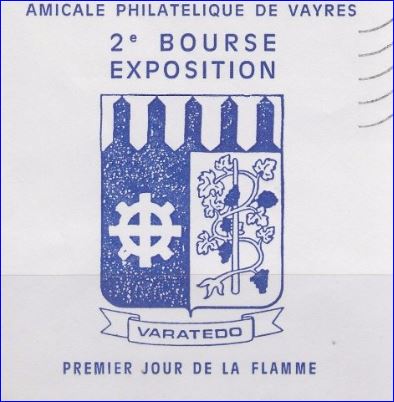 AMICALE PHILATELIQUE DE VAYRES
2e BOURSE
EXPOSITION
VARATEDO
PREMIER JOUR DE LA FLAMME